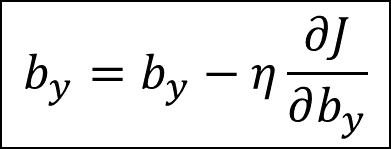 b_y = b_y − η ∂J/∂b_y